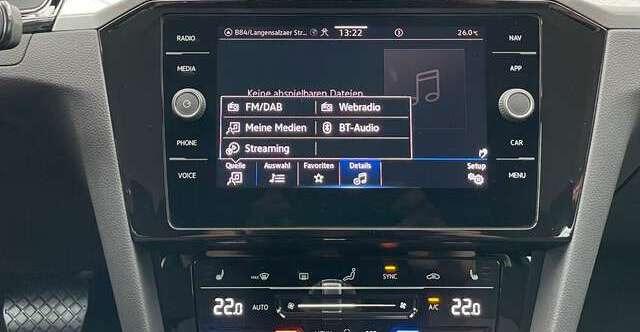 RADIO
MEDIA
PHONE
VOICE
B84/Langensalzaer Str...
13:22
26.0°C
Keine abspielbaren Dateien
FM/DAB Webradio
Meine Medien BT-Audio
Streaming
Quelle Auswahl Favoriten Details Setup
NAV
APP
CAR
MENU
MAX SYNC
22.0 AUTO A/C 22.0